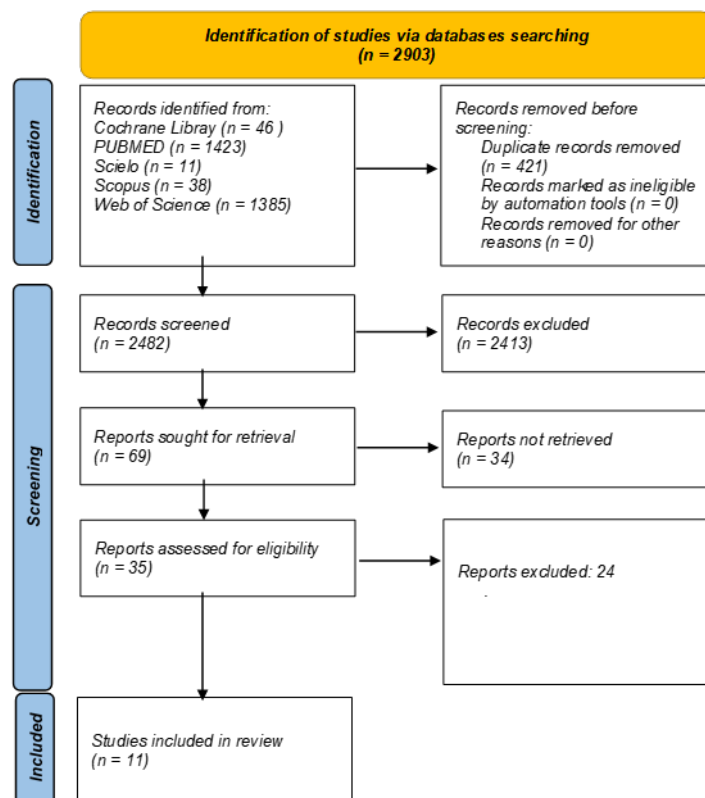 Identification of studies via databases searching
(n = 2903)
Identification
Records identified from:
Cochrane Libray (n = 46 )
PUBMED (n = 1423)
Scielo (n = 11)
Scopus (n = 38)
Web of Science (n = 1385)
Records removed before
screening:
Duplicate records removed
(n = 421)
Records marked as ineligible
by automation tools (n = 0)
Records removed for other
reasons (n = 0)
Screening
Records screened
(n = 2482)
Records excluded
(n = 2413)
Reports sought for retrieval
(n = 69)
Reports not retrieved
(n = 34)
Reports assessed for eligibility
(n = 35)
Reports excluded: 24
.
Included
Studies included in review
(n = 11)